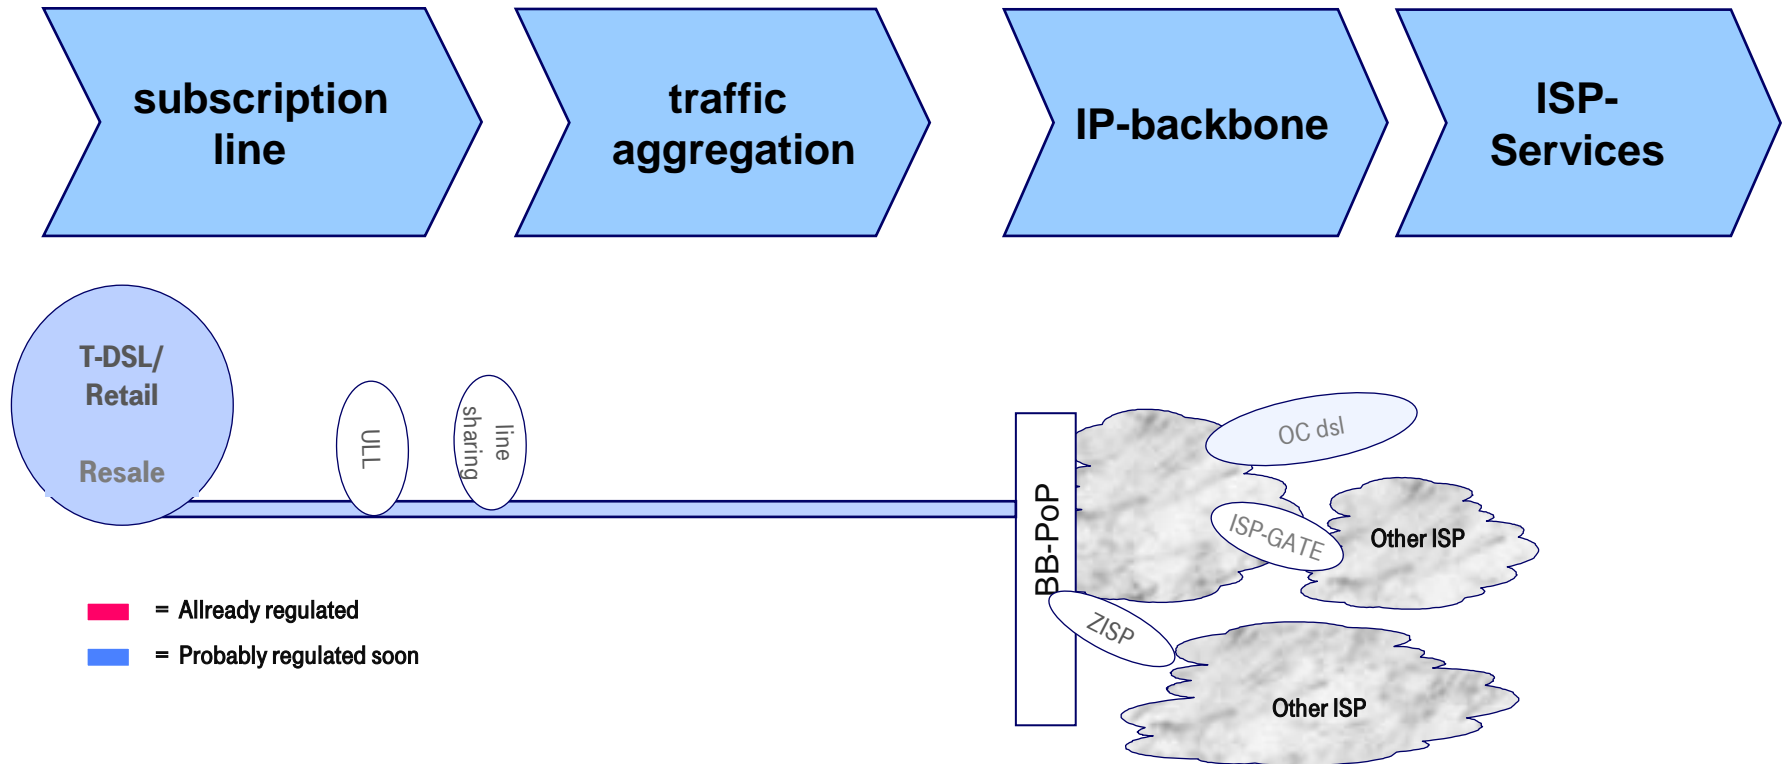 subscription
line
traffic
aggregation
IP-backbone
ISP-
Services
T-DSL/
Retail
Resale
ULL
line
sharing
BB-PoP
OC dsl
ISP-GATE
Other ISP
ZISP
Other ISP
= Allready regulated
= Probably regulated soon